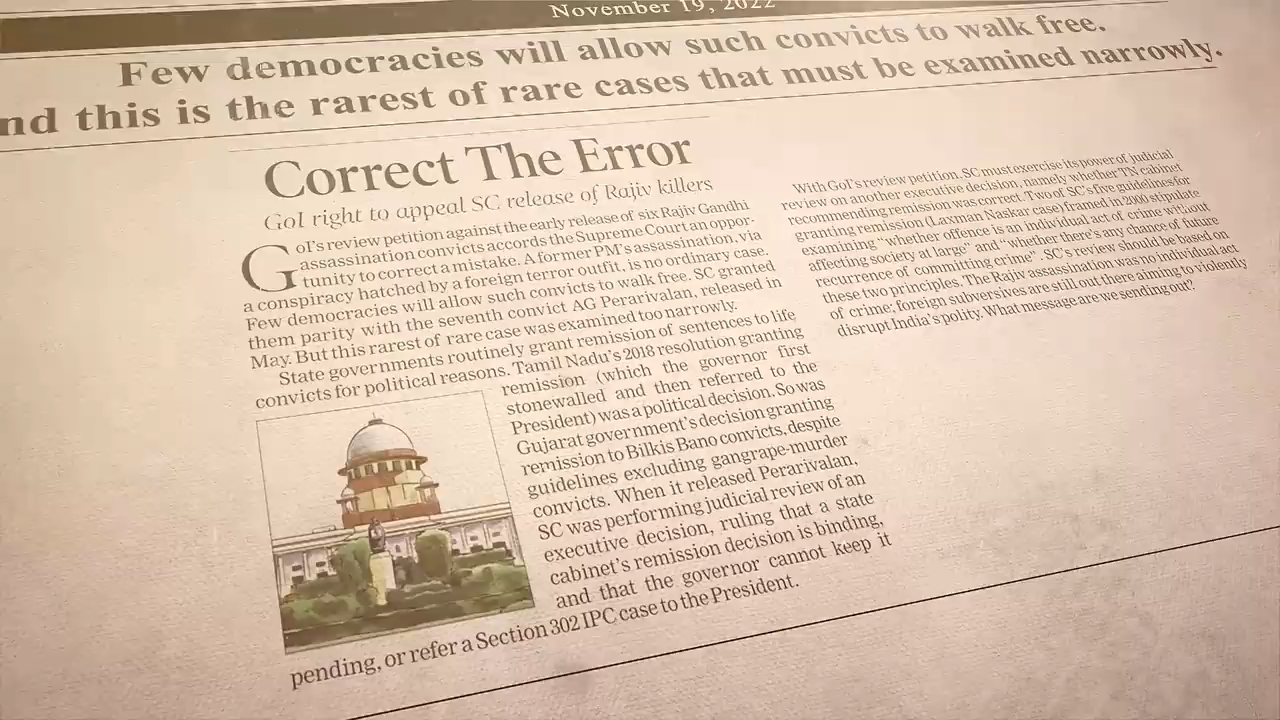 November 19, 2022
Few democracies will allow such convicts to walk free.
nd this is the rarest of rare cases that must be examined narrowly.
Correct The Error
GoI right to appeal SC release of Rajiv killers
GoI's review petition against the early release of six Rajiv Gandhi
assassination convicts accords the Supreme Court an oppor-
tunity to correct a mistake. A former PM's assassination, via
a conspiracy hatched by a foreign terror outfit, is no ordinary case.
Few democracies will allow such convicts to walk free. SC granted
them parity with the seventh convict AG Perarivalan, released in
May. But this rarest of rare case was examined too narrowly.
State governments routinely grant remission of sentences to life
convicts for political reasons. Tamil Nadu's 2018 resolution granting
remission (which the governor first
stonewalled and then referred to the
President) was a political decision. So was
Gujarat government's decision granting
remission to Bilkis Bano convicts, despite
guidelines excluding gangrape-murder
convicts. When it released Perarivalan,
SC was performing judicial review of an
executive decision, ruling that a state
cabinet's remission decision is binding,
and that the governor cannot keep it
pending, or refer a Section 302 IPC case to the President.
With GoI's review petition, SC must exercise its power of judicial
review on another executive decision, namely whether TN cabinet
recommending remission was correct. Two of SC's five guidelines for
granting remission (Laxman Naskar case) framed in 2000 stipulate
examining "whether offence is an individual act of crime without
affecting society at large" and "whether there's any chance of future
recurrence of committing crime". SC's review should be based on
these two principles. The Rajiv assassination was no individual act
of crime; foreign subversives are still out there aiming to violently
disrupt India's polity. What message are we sending out?